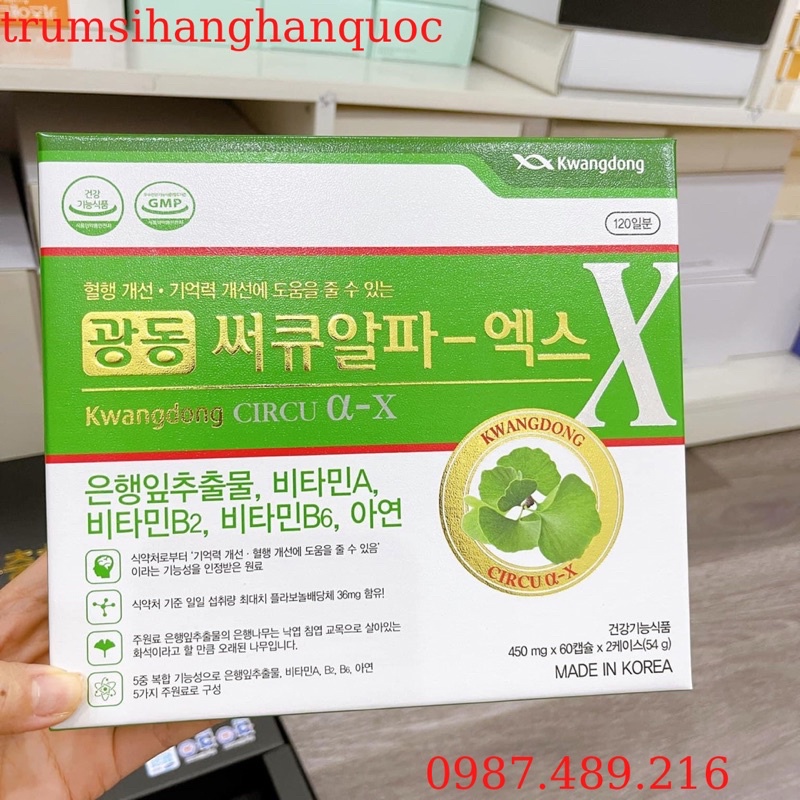 trumsihanghanquoc
Kwangdong
건강
기능식품
식품의약품안전처
GMP
120일분
혈행 개선 · 기억력 개선에 도움을 줄 수 있는
광동 써큐알파-엑스 X
Kwangdong CIRCU α-X
은행잎추출물, 비타민A,
비타민B2, 비타민B6, 아연
KWANGDONG
CIRCU α-X
식약처로부터 '기억력 개선 · 혈행 개선에 도움을 줄 수 있음'
이라는 기능성을 인정받은 원료
식약처 기준 일일 섭취량 최대치 플라보놀배당체 36mg 함유!
주원료 은행잎추출물의 은행나무는 낙엽 침엽 교목으로 살아있는
화석이라고 할 만큼 오래된 나무입니다.
5중 복합 기능성으로 은행잎추출물, 비타민A, B2, B6, 아연
5가지 주원료로 구성
건강기능식품
450 mg x 60캡슐 x 2케이스(54 g)
MADE IN KOREA
0987.489.216